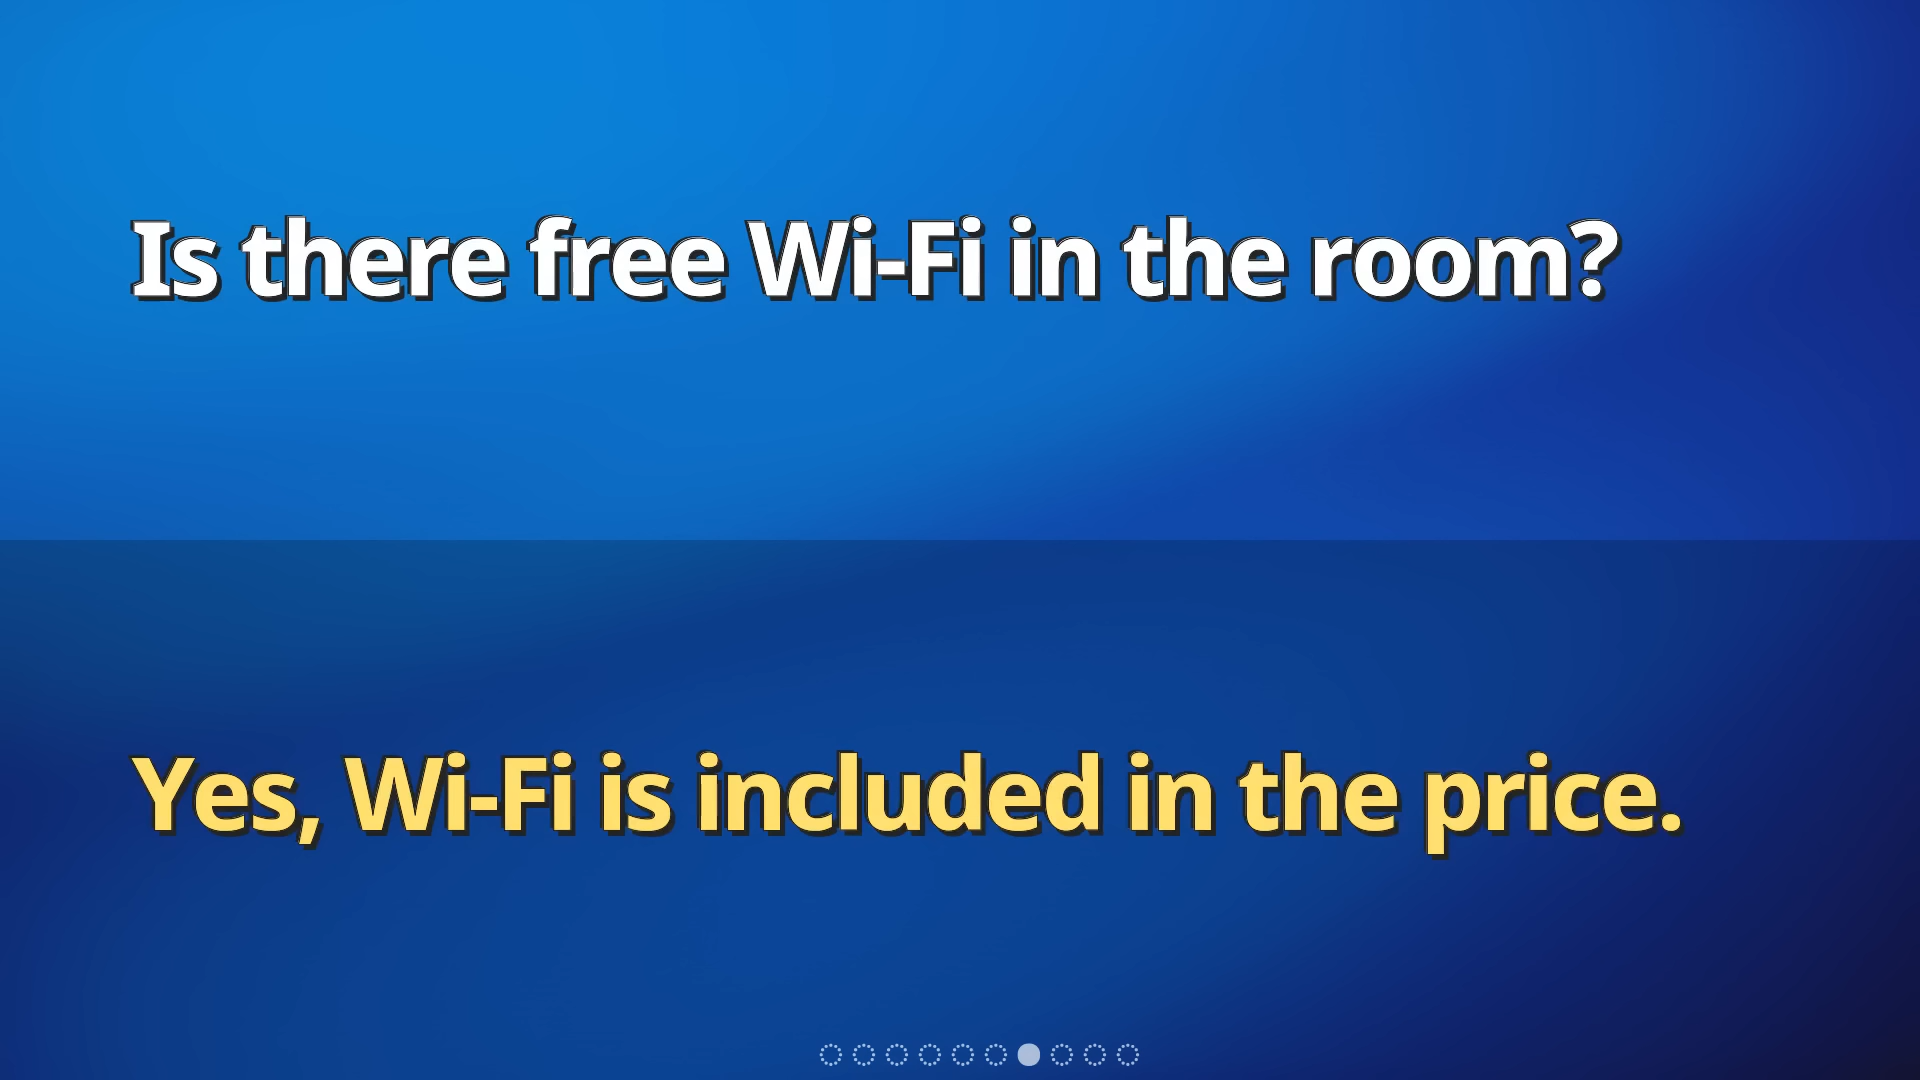 Is there free Wi-Fi in the room?
Yes, Wi-Fi is included in the price.